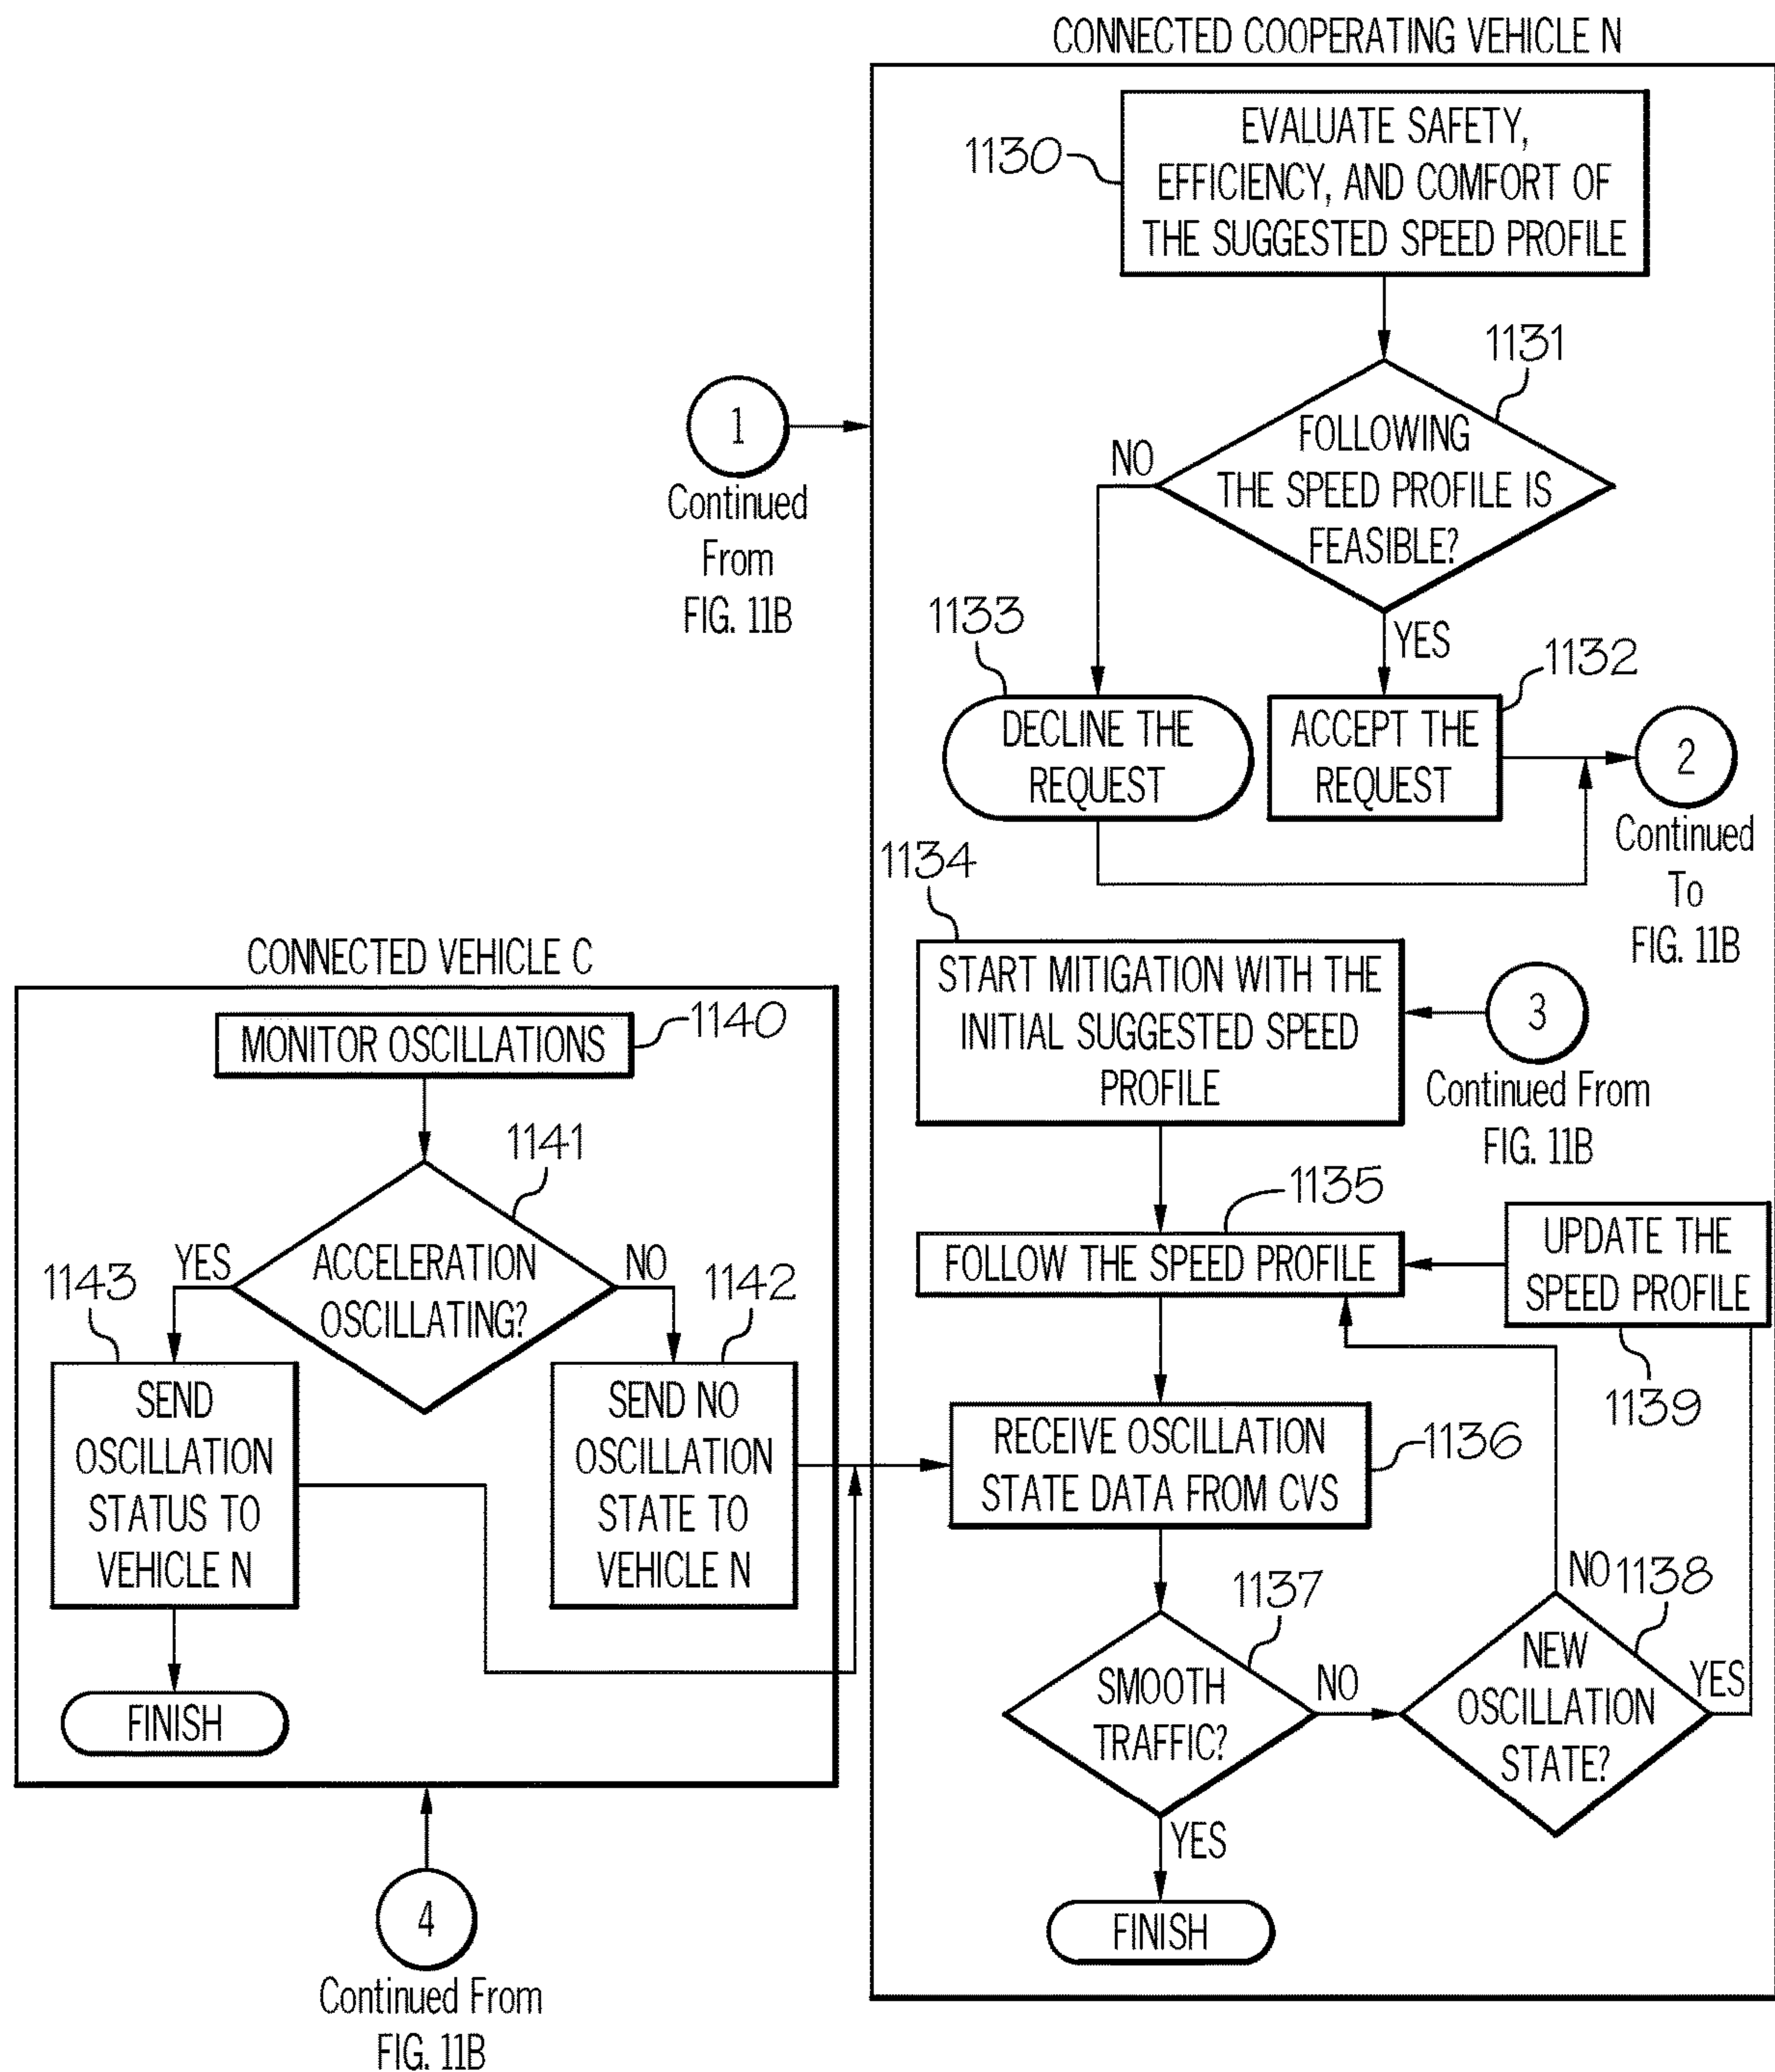 CONNECTED COOPERATING VEHICLE N
EVALUATE SAFETY,
EFFICIENCY, AND COMFORT OF
THE SUGGESTED SPEED PROFILE
1130
1131
FOLLOWING
THE SPEED PROFILE IS
FEASIBLE?
NO
YES
1
Continued
From
FIG. 11B
1133
DECLINE THE
REQUEST
1132
ACCEPT THE
REQUEST
2
Continued
To
FIG. 11B
1134
START MITIGATION WITH THE
INITIAL SUGGESTED SPEED
PROFILE
3
Continued From
FIG. 11B
1135
FOLLOW THE SPEED PROFILE
UPDATE THE
SPEED PROFILE
1139
RECEIVE OSCILLATION
STATE DATA FROM CVS
1136
1137
SMOOTH
TRAFFIC?
NO
YES
NO
1138
NEW
OSCILLATION
STATE?
YES
FINISH
CONNECTED VEHICLE C
MONITOR OSCILLATIONS
1140
1141
ACCELERATION
OSCILLATING?
YES
NO
1143
SEND
OSCILLATION
STATUS TO
VEHICLE N
1142
SEND NO
OSCILLATION
STATE TO
VEHICLE N
FINISH
4
Continued From
FIG. 11B